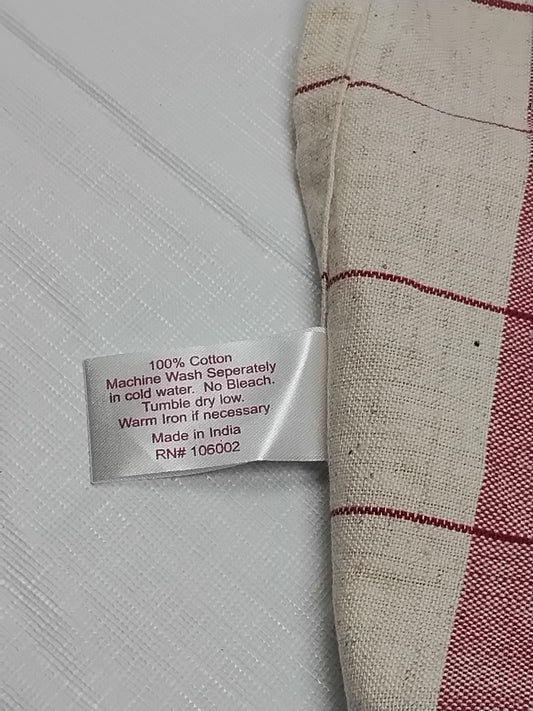 100% Cotton
Machine Wash Seperately
in cold water. No Bleach.
Tumble dry low.
Warm Iron if necessary
Made in India
RN# 106002